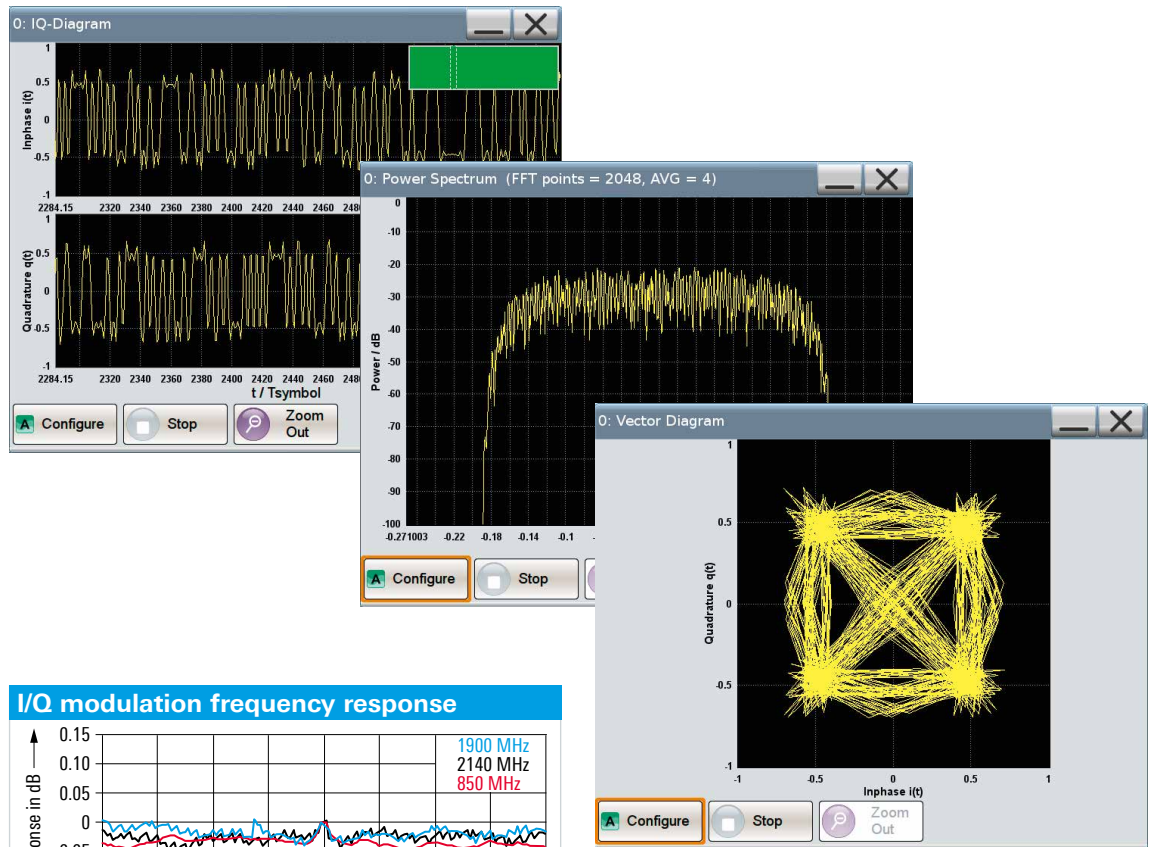 0: IQ-Diagram
1
0.5
0
-0.5
-1
Inphase i(t)
2284.15 2320 2340 2360 2380 2400 2420 2440 2460
1
0.5
0
-0.5
-1
Quadrature q(t)
2284.15 2320 2340 2360 2380 2400 2420 2440 2460
t / Tsymbol
A Configure
Stop
Zoom
Out
0: Power Spectrum (FFT points = 2048, AVG = 4)
0
-10
-20
-30
-40
-50
-60
-70
-80
-90
-100
Power / dB
-0.271003 -0.22 -0.18 -0.14 -0.1
A Configure
Stop
0: Vector Diagram
1
0.5
0
-0.5
-1
Quadrature q(t)
-1 -0.5 0 0.5 1
Inphase i(t)
A Configure
Stop
Zoom
Out
I/Q modulation frequency response
0.15
0.10
0.05
0
in dB
1900 MHz
2140 MHz
850 MHz